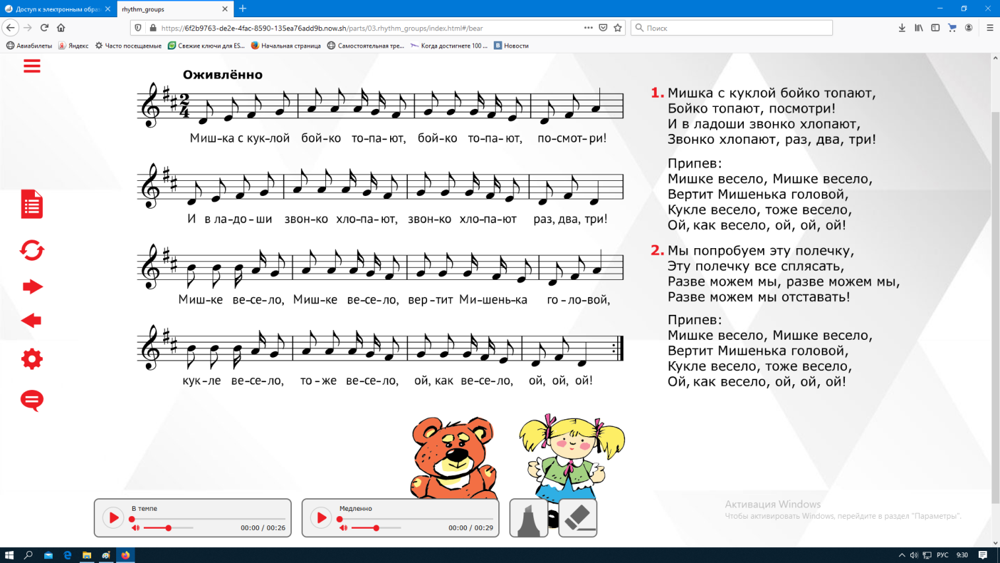 Доступ к электронным обра
rhythm_groups
https://6f2b9763-de2e-4fac-8590-135ea76add9b.now.sh/parts/03.rhythm_groups/index.html#/bear
Поиск
Авиабилеты
Яндекс
Часто посещаемые
Свежие ключи для ES...
Начальная страница
Самостоятельная тре...
Когда достигнете 100 ...
Новости
Оживлённо
2
4
Миш-ка с кук-лой бой-ко то-па-ют, бой-ко то-па-ют, по-смот-ри!
И в ла-до-ши звон-ко хло-па-ют, звон-ко хло-па-ют раз, два, три!
Миш-ке ве-се-ло, Миш-ке ве-се-ло, вер-тит Ми-шень-ка го-ло-вой,
кук-ле ве-се-ло, то-же ве-се-ло, ой, как ве-се-ло, ой, ой, ой!
1. Мишка с куклой бойко топают,
Бойко топают, посмотри!
И в ладоши звонко хлопают,
Звонко хлопают, раз, два, три!
Припев:
Мишке весело, Мишке весело,
Вертит Мишенька головой,
Кукле весело, тоже весело,
Ой, как весело, ой, ой, ой!
2. Мы попробуем эту полечку,
Эту полечку все сплясать,
Разве можем мы, разве можем мы,
Разве можем мы отставать!
Припев:
Мишке весело, Мишке весело,
Вертит Мишенька головой,
Кукле весело, тоже весело,
Ой, как весело, ой, ой, ой!
В темпе
00:00 / 00:26
Медленно
00:00 / 00:29
Активация Windows
Чтобы активировать Windows, перейдите в раздел "Параметры".
РУС
9:30